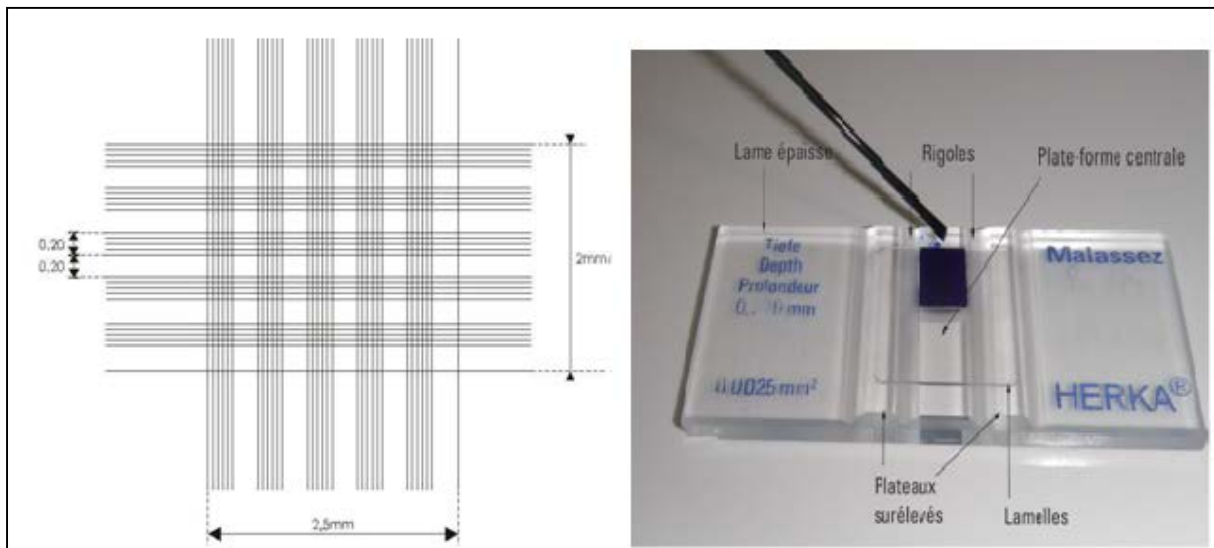 0,20
0,20
2mm
2,5mm
Lame épaisse
Rigoles
Plate-forme centrale
Tiefe
Depth
Profondeur
mm
Malassez
HERKA®
Plateaux
surélevés
Lamelles